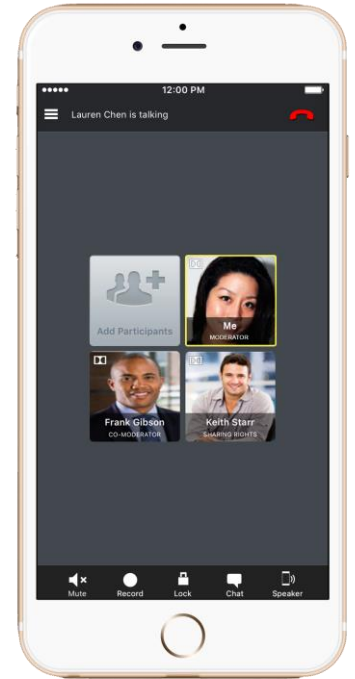 12:00 PM
Lauren Chen is talking
Add Participants
Me
MODERATOR
Frank Gibson
CO-MODERATOR
Keith Starr
SHARING RIGHTS
Mute
Record
Lock
Chat
Speaker